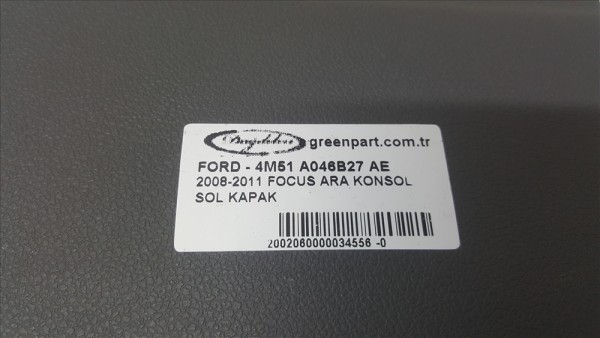 greenpart.com.tr
FORD - 4M51 A046B27 AE
2008-2011 FOCUS ARA KONSOL
SOL KAPAK
2002060000034556 -0